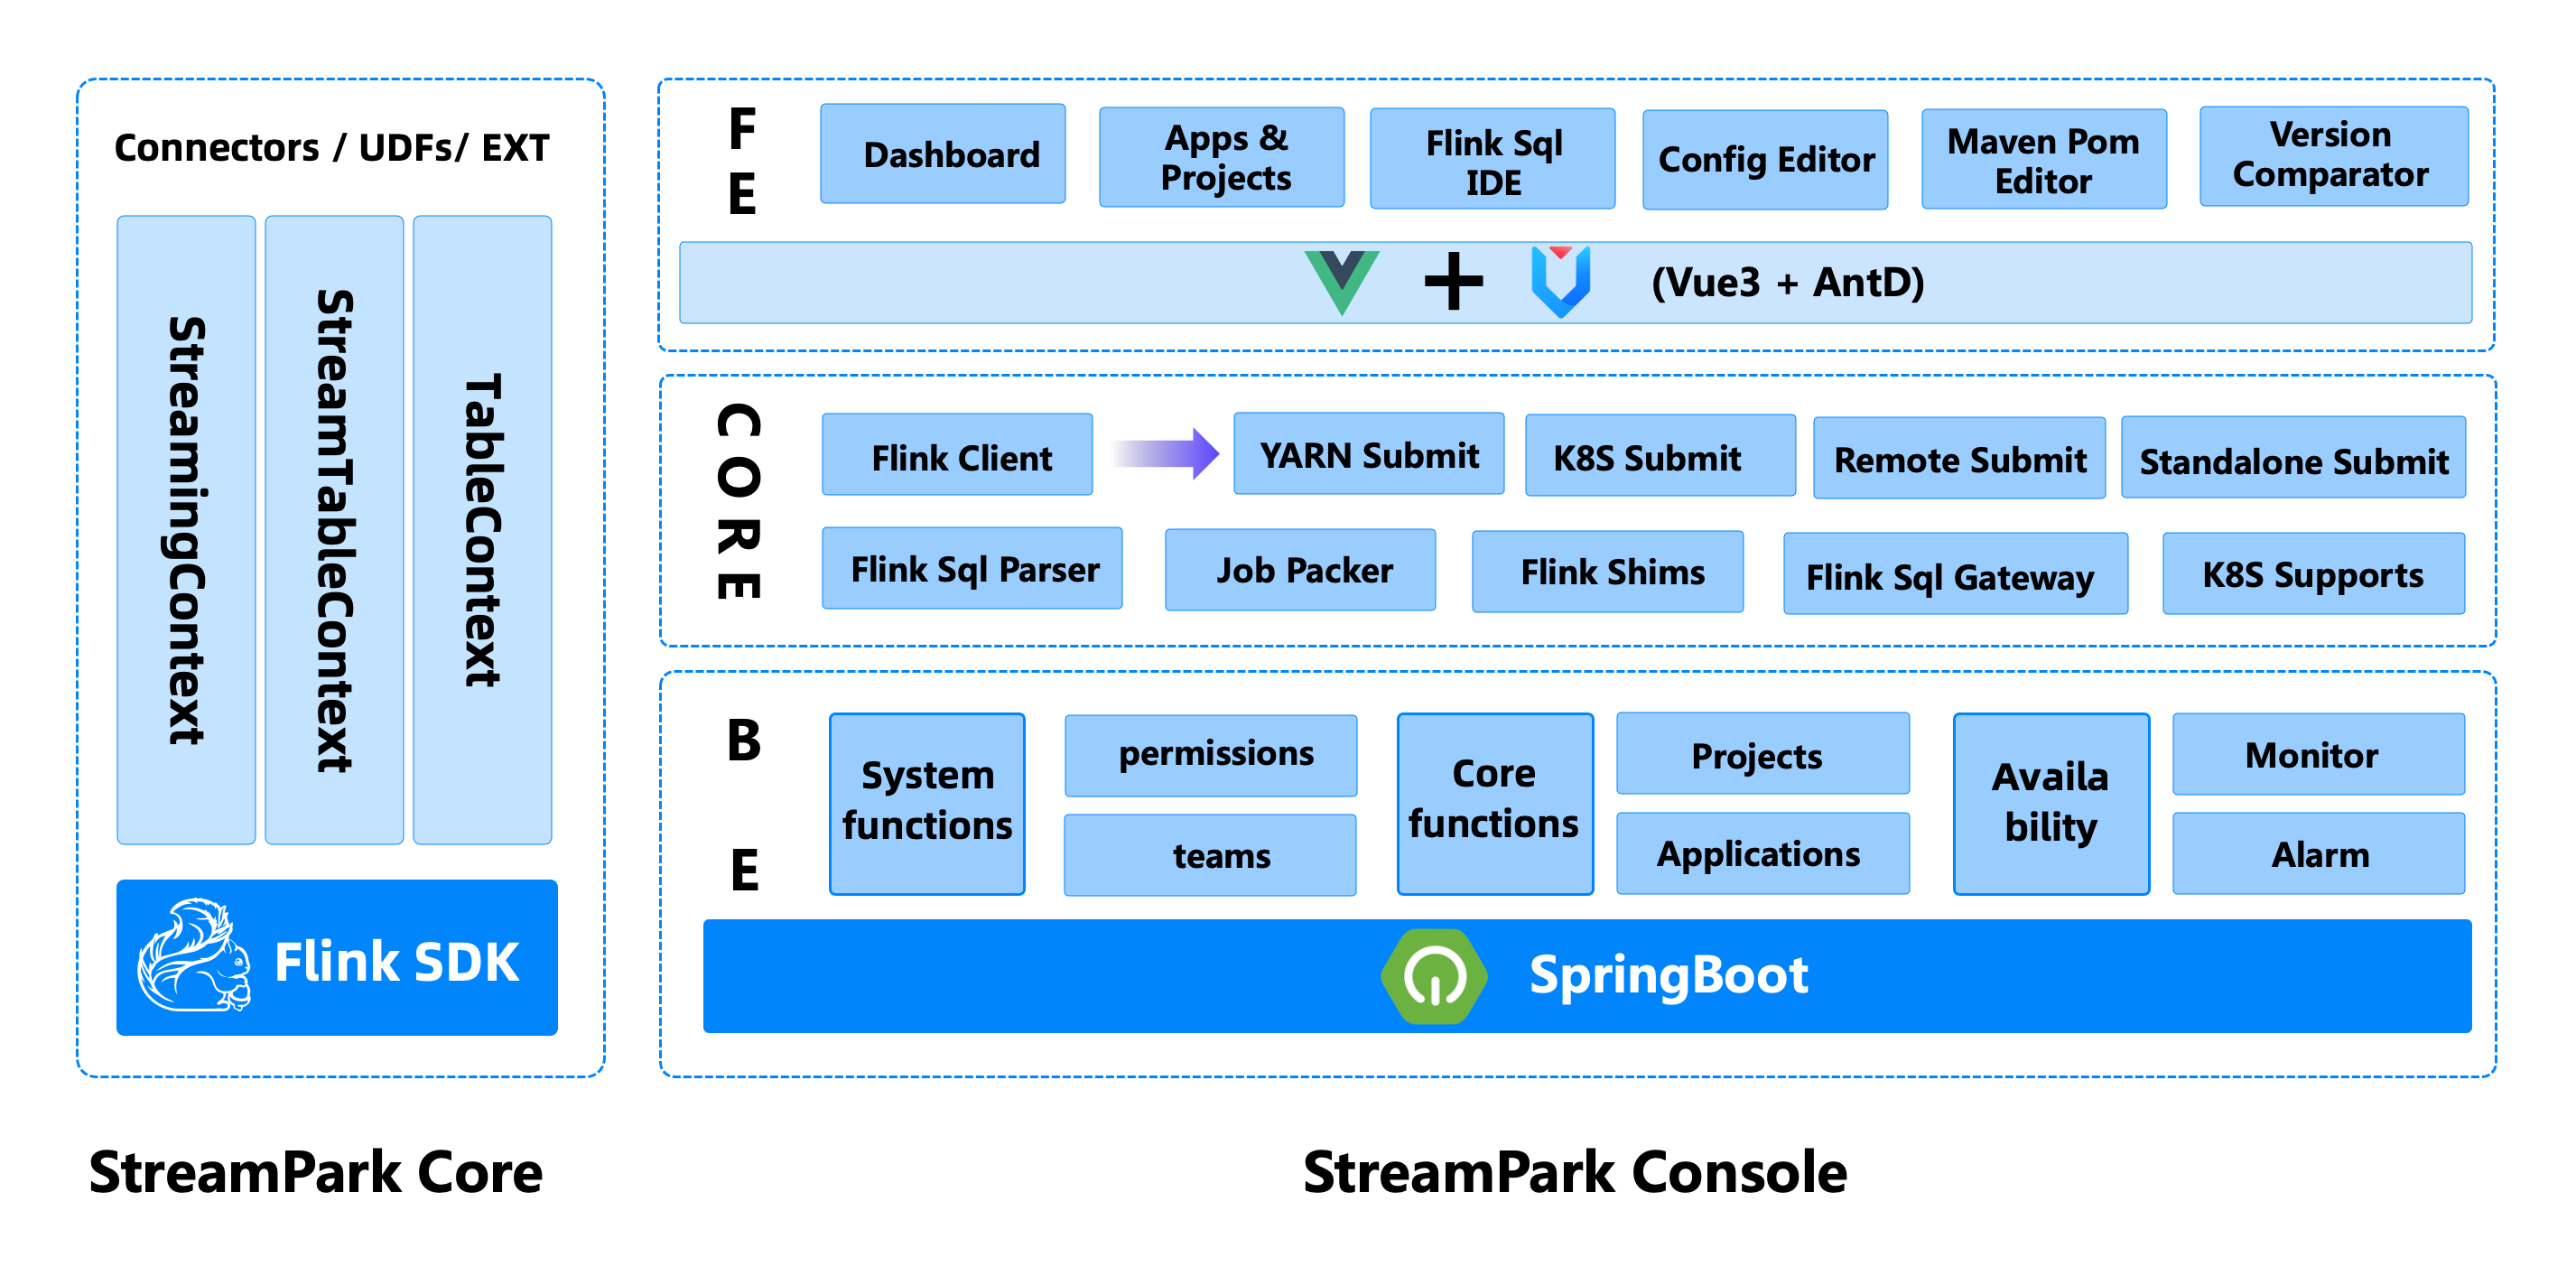 Connectors / UDFs/ EXT
StreamingContext
StreamTableContext
TableContext
Flink SDK
StreamPark Core
F
E
Dashboard
Apps &
Projects
Flink Sql
IDE
Config Editor
Maven Pom
Editor
Version
Comparator
(Vue3 + AntD)
C
O
R
E
Flink Client
YARN Submit
K8S Submit
Remote Submit
Standalone Submit
Flink Sql Parser
Job Packer
Flink Shims
Flink Sql Gateway
K8S Supports
B
E
System
functions
permissions
teams
Core
functions
Projects
Applications
Availa
bility
Monitor
Alarm
SpringBoot
StreamPark Console